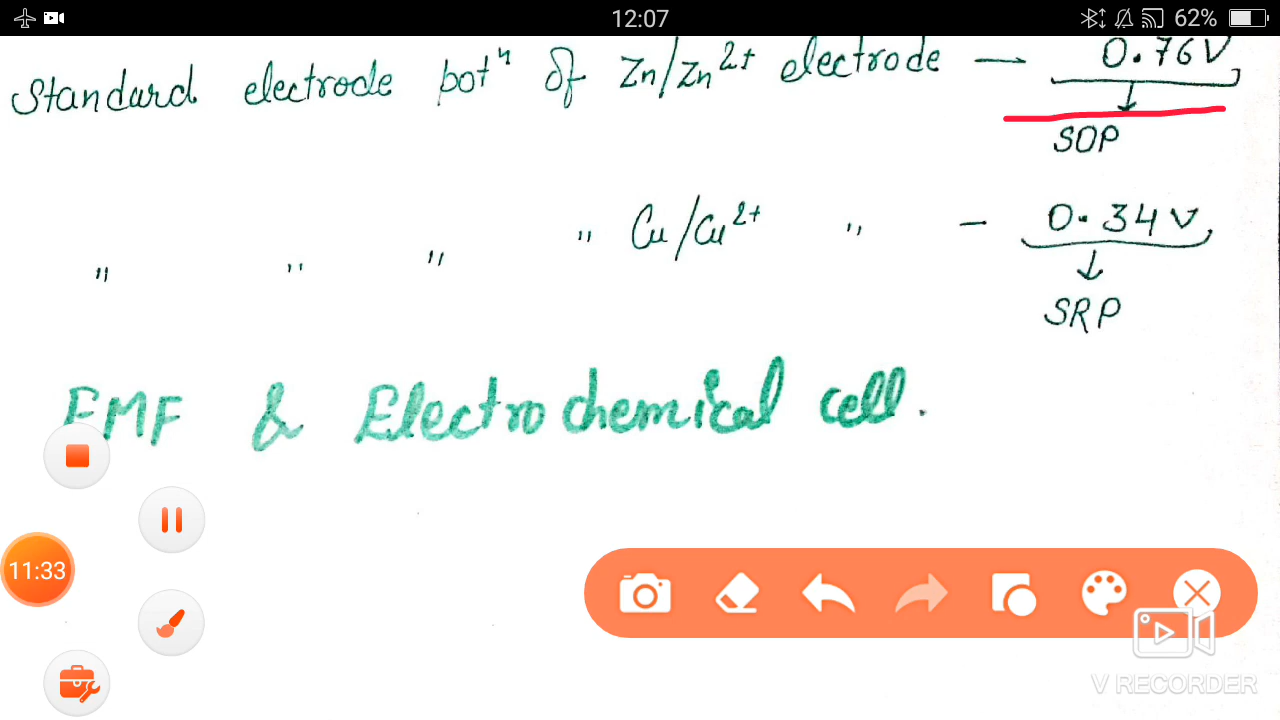 12:07
62%
Standard electrode potⁿ of Zn/Zn²⁺ electrode — 0.76V
SOP
" " " " Cu/Cu²⁺ " — 0.34V
SRP
EMF & Electrochemical cell.
11:33
V RECORDER